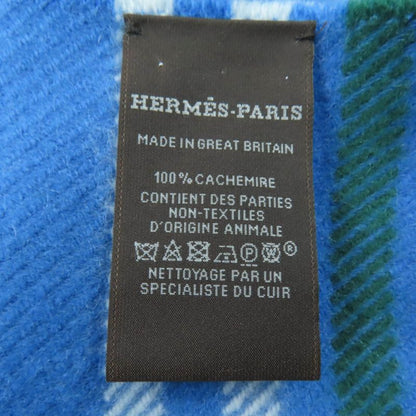 HERMÈS-PARIS
MADE IN GREAT BRITAIN
100% CACHEMIRE
CONTIENT DES PARTIES
NON-TEXTILES
D'ORIGINE ANIMALE
P W ®
NETTOYAGE PAR UN
SPECIALISTE DU CUIR